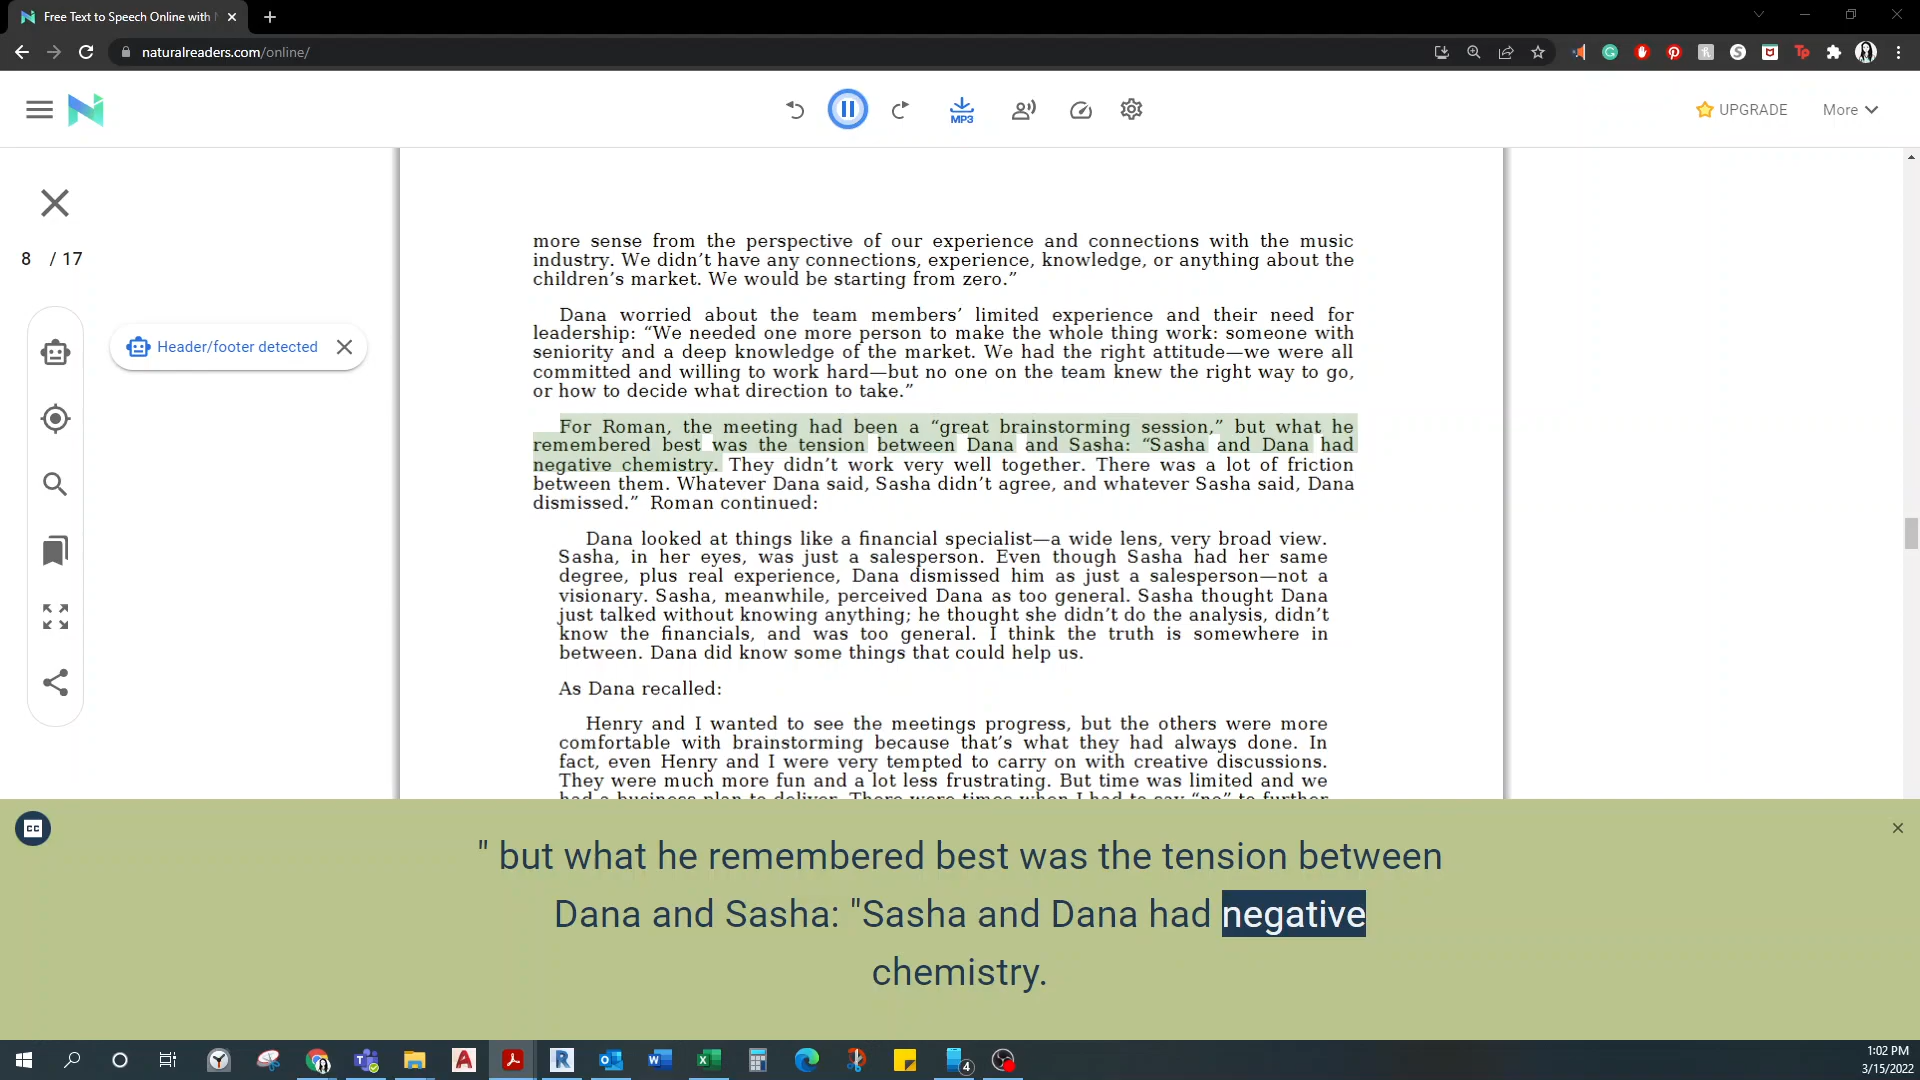 Free Text to Speech Online with
naturalreaders.com/online/
MP3
UPGRADE
More
8 / 17
Header/footer detected
more sense from the perspective of our experience and connections with the music
industry. We didn’t have any connections, experience, knowledge, or anything about the
children’s market. We would be starting from zero.”
Dana worried about the team members’ limited experience and their need for
leadership: “We needed one more person to make the whole thing work: someone with
seniority and a deep knowledge of the market. We had the right attitude—we were all
committed and willing to work hard—but no one on the team knew the right way to go,
or how to decide what direction to take.”
For Roman, the meeting had been a “great brainstorming session,” but what he
remembered best was the tension between Dana and Sasha: “Sasha and Dana had
negative chemistry. They didn’t work very well together. There was a lot of friction
between them. Whatever Dana said, Sasha didn’t agree, and whatever Sasha said, Dana
dismissed.” Roman continued:
Dana looked at things like a financial specialist—a wide lens, very broad view.
Sasha, in her eyes, was just a salesperson. Even though Sasha had her same
degree, plus real experience, Dana dismissed him as just a salesperson—not a
visionary. Sasha, meanwhile, perceived Dana as too general. Sasha thought Dana
just talked without knowing anything; he thought she didn’t do the analysis, didn’t
know the financials, and was too general. I think the truth is somewhere in
between. Dana did know some things that could help us.
As Dana recalled:
Henry and I wanted to see the meetings progress, but the others were more
comfortable with brainstorming because that’s what they had always done. In
fact, even Henry and I were very tempted to carry on with creative discussions.
They were much more fun and a lot less frustrating. But time was limited and we
had a business plan to deliver. There were times when I had to say “no” to further
CC
" but what he remembered best was the tension between
Dana and Sasha: "Sasha and Dana had negative
chemistry.
1:02 PM
3/15/2022